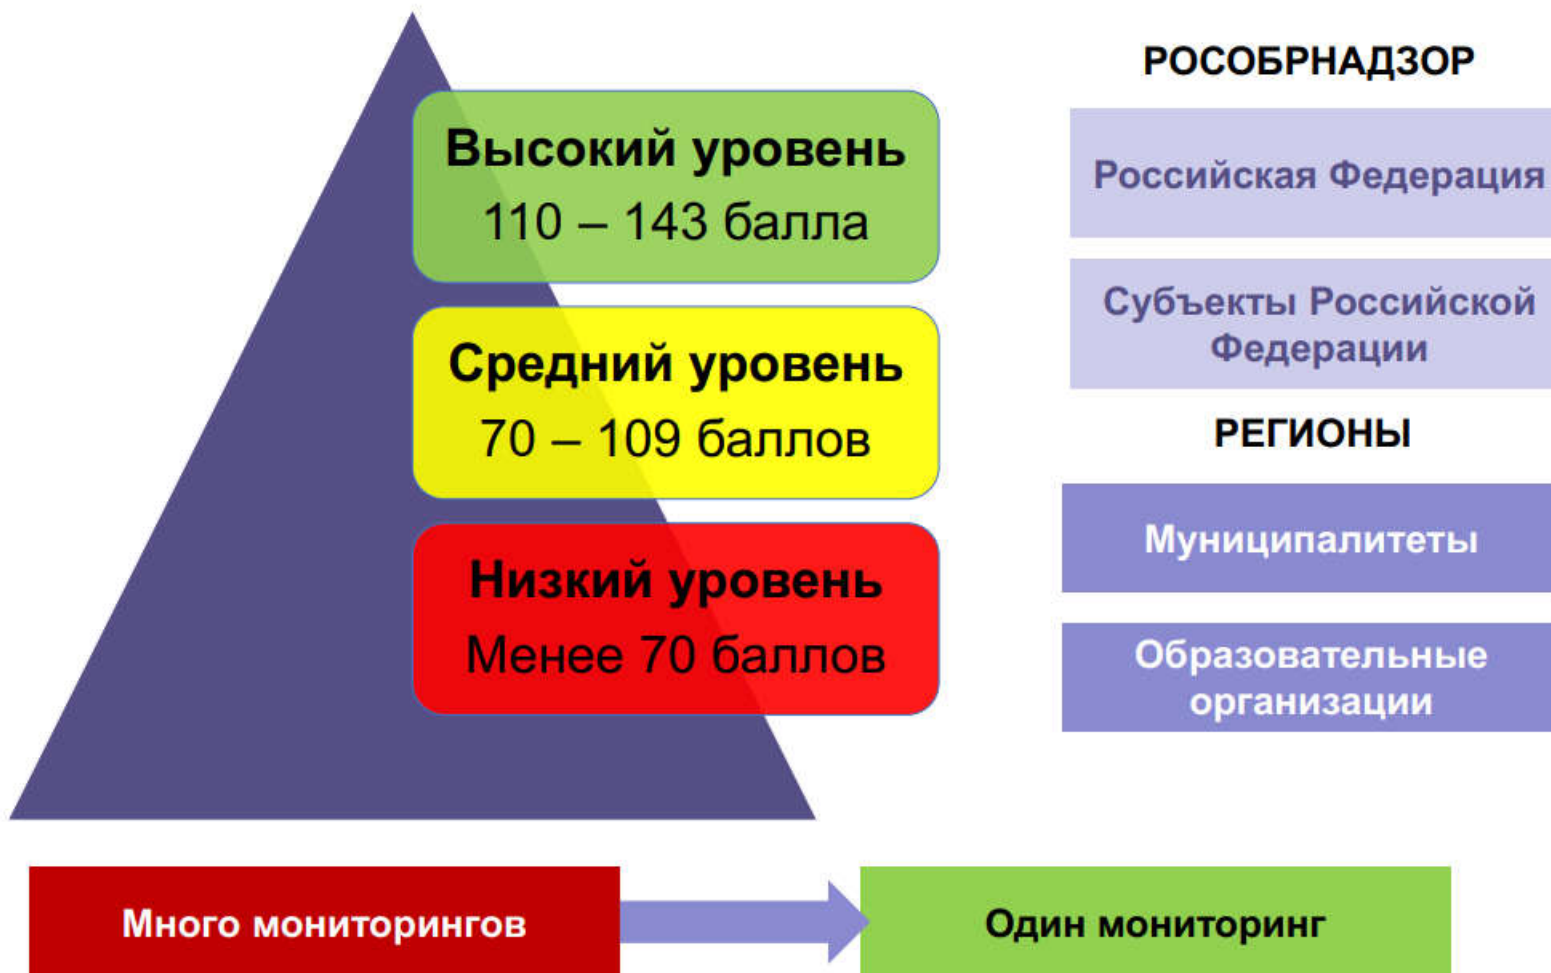 Высокий уровень
110 – 143 балла
Средний уровень
70 – 109 баллов
Низкий уровень
Менее 70 баллов
РОСОБРНАДЗОР
Российская Федерация
Субъекты Российской
Федерации
РЕГИОНЫ
Муниципалитеты
Образовательные
организации
Много мониторингов
Один мониторинг